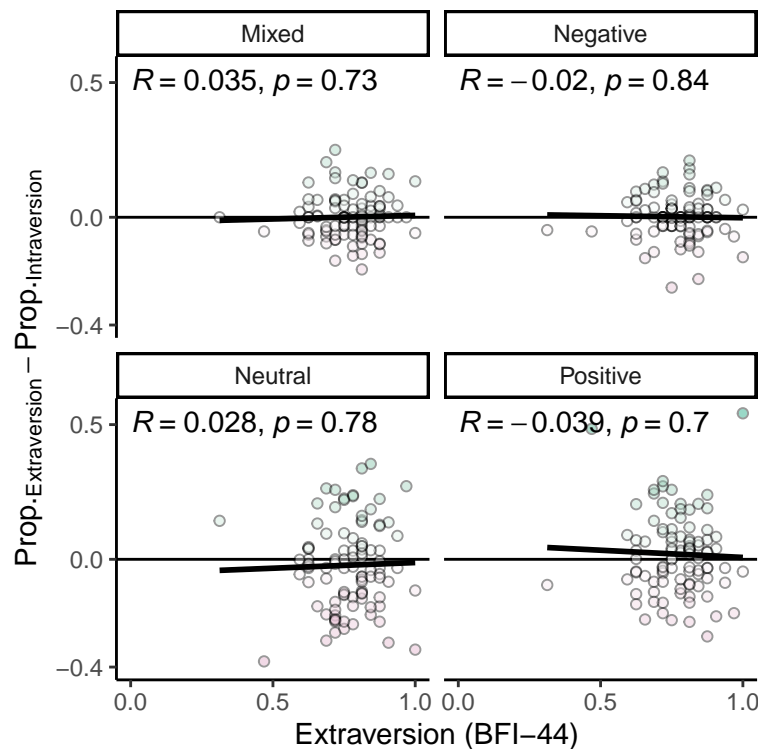 Mixed
Negative
R = 0.035, p = 0.73
R = −0.02, p = 0.84
0.5
0.0
−0.4
Neutral
Positive
R = 0.028, p = 0.78
R = −0.039, p = 0.7
0.5
0.0
−0.4
0.0
0.5
1.0
0.0
0.5
1.0
Prop.Extraversion − Prop.Intraversion
Extraversion (BFI−44)